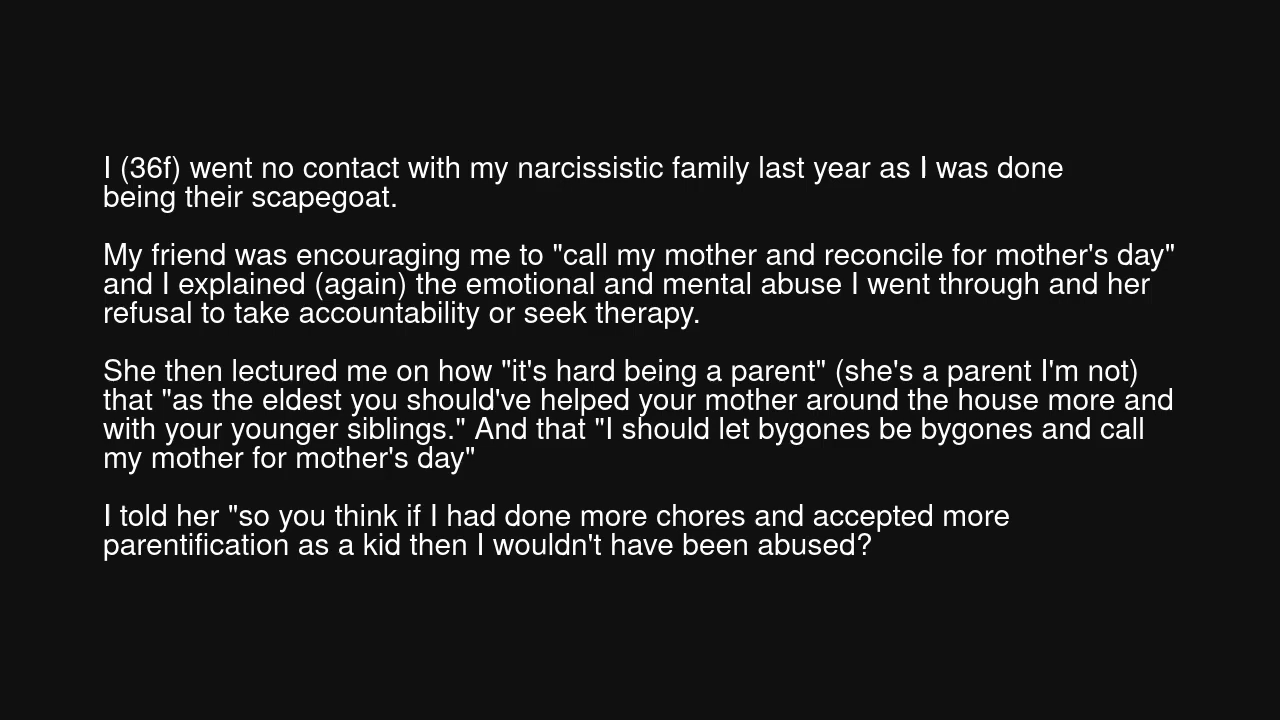 I (36f) went no contact with my narcissistic family last year as I was done
being their scapegoat.
My friend was encouraging me to "call my mother and reconcile for mother's day"
and I explained (again) the emotional and mental abuse I went through and her
refusal to take accountability or seek therapy.
She then lectured me on how "it's hard being a parent" (she's a parent I'm not)
that "as the eldest you should've helped your mother around the house more and
with your younger siblings." And that "I should let bygones be bygones and call
my mother for mother's day"
I told her "so you think if I had done more chores and accepted more
parentification as a kid then I wouldn't have been abused?